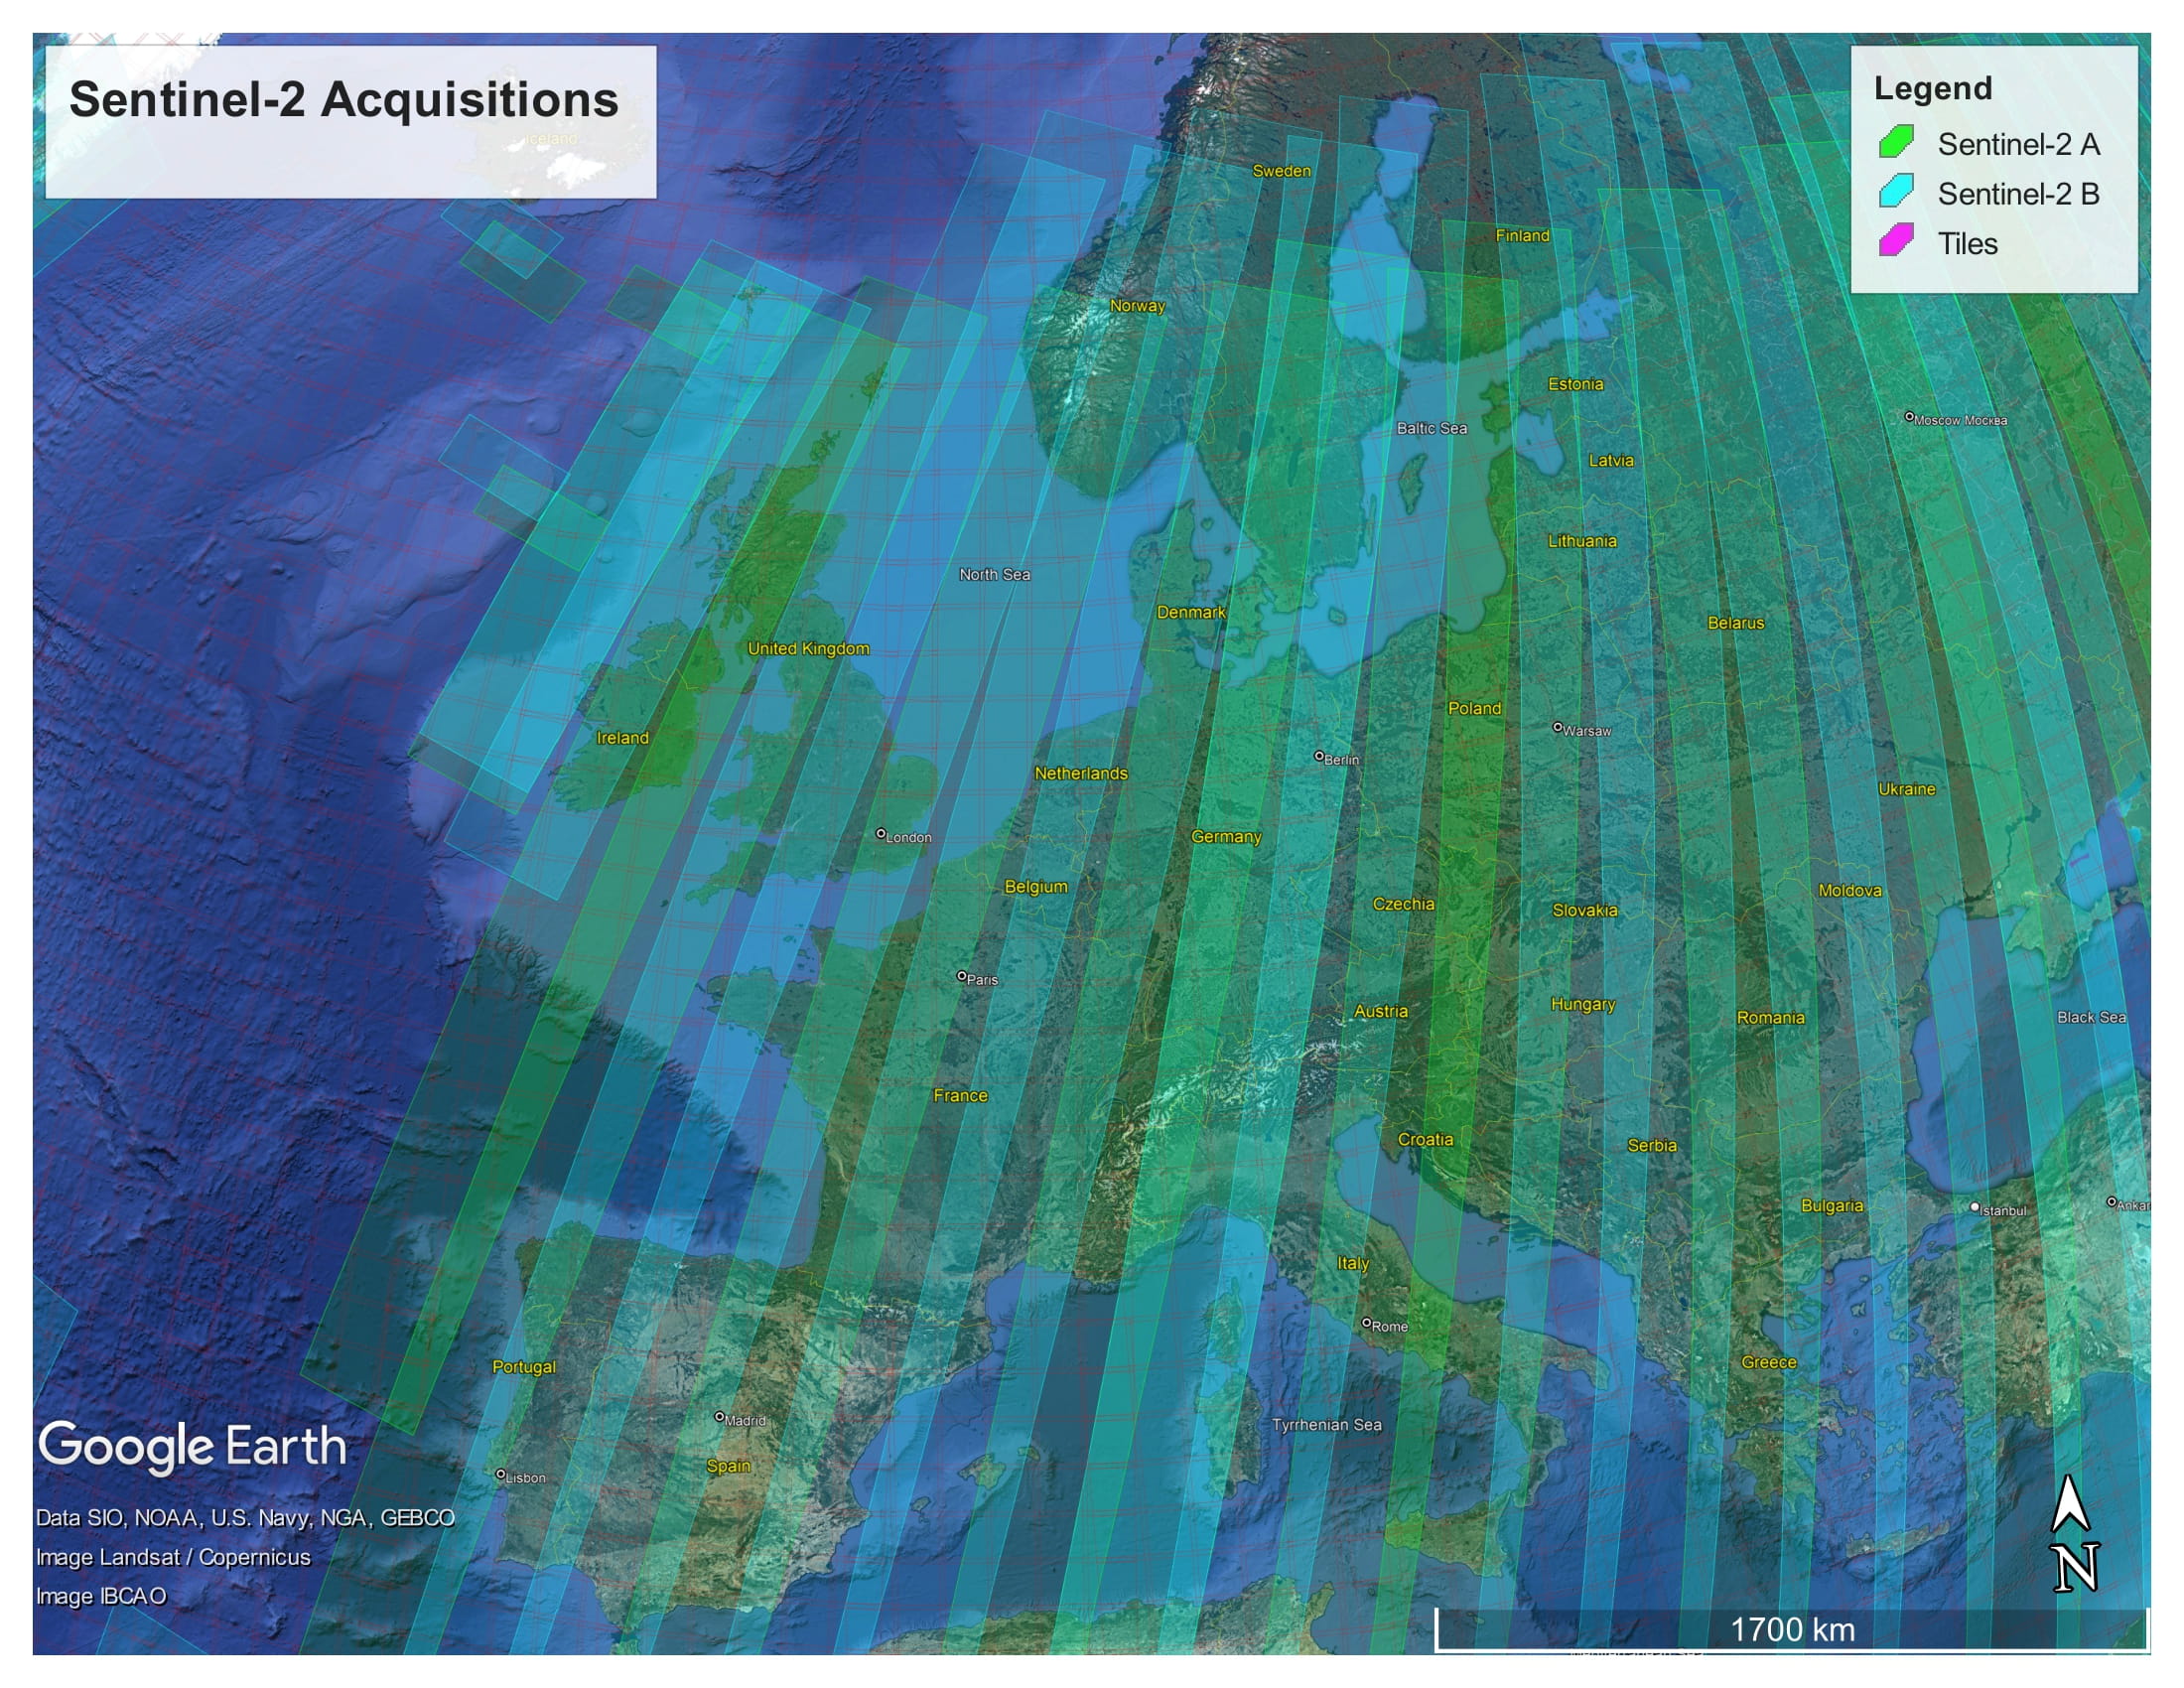 Sentinel-2 Acquisitions
Iceland
Legend
Sentinel-2 A
Sentinel-2 B
Tiles
Sweden
Finland
Norway
Estonia
Moscow Москва
Baltic Sea
Latvia
Lithuania
North Sea
Denmark
Belarus
United Kingdom
Poland
Warsaw
Ireland
Berlin
Netherlands
Ukraine
London
Germany
Belgium
Moldova
Czechia
Slovakia
Paris
Hungary
Austria
Romania
Black Sea
France
Croatia
Serbia
Bulgaria
Istanbul
Ankar
Italy
Rome
Portugal
Greece
Madrid
Tyrrhenian Sea
Google Earth
Spain
Lisbon
Data SIO, NOAA, U.S. Navy, NGA, GEBCO
Image Landsat / Copernicus
Image IBCAO
N
1700 km